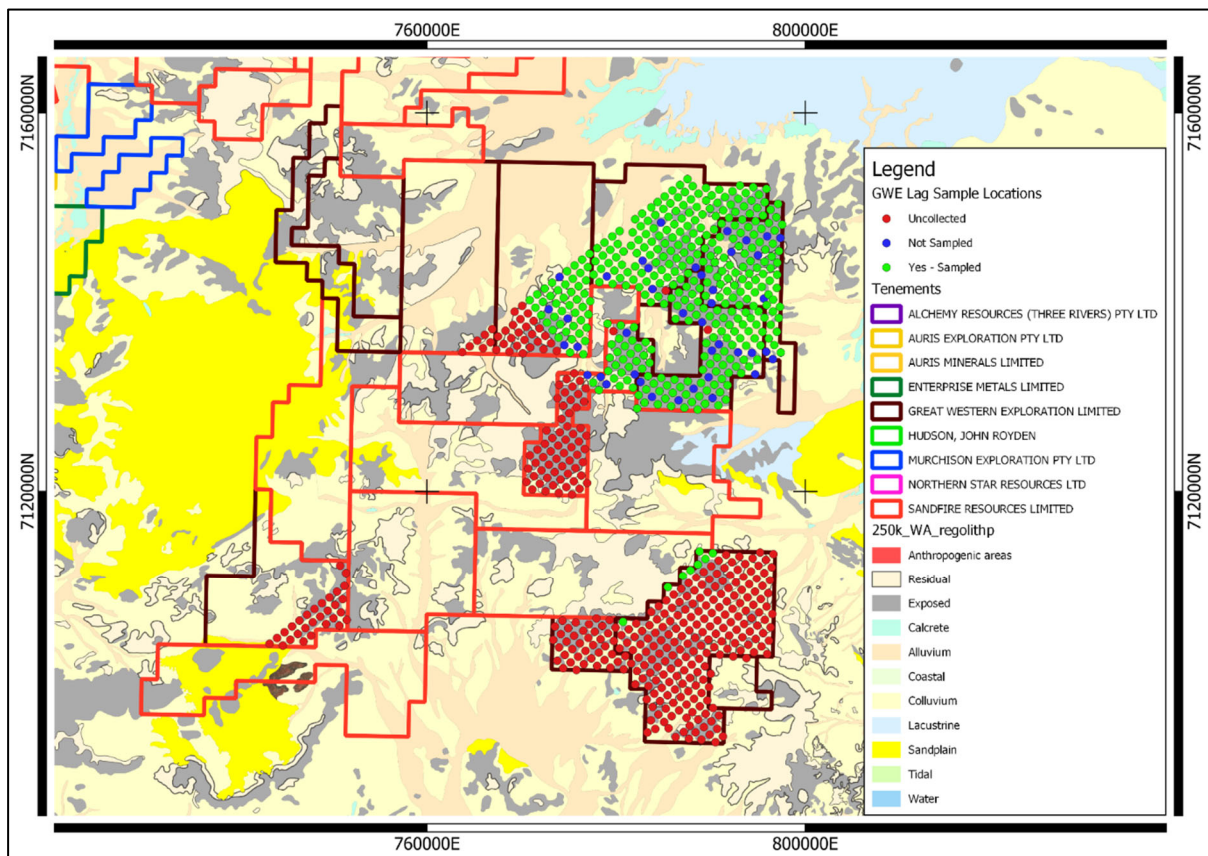 760000E
800000E
7160000N
7160000N
Legend
GWE Lag Sample Locations
Uncollected
Not Sampled
Yes - Sampled
Tenements
ALCHEMY RESOURCES (THREE RIVERS) PTY LTD
AURIS EXPLORATION PTY LTD
AURIS MINERALS LIMITED
ENTERPRISE METALS LIMITED
GREAT WESTERN EXPLORATION LIMITED
HUDSON, JOHN ROYDEN
MURCHISON EXPLORATION PTY LTD
NORTHERN STAR RESOURCES LTD
SANDFIRE RESOURCES LIMITED
250k_WA_regolithp
Anthropogenic areas
Residual
Exposed
Calcrete
Alluvium
Coastal
Colluvium
Lacustrine
Sandplain
Tidal
Water
7120000N
7120000N
760000E
800000E